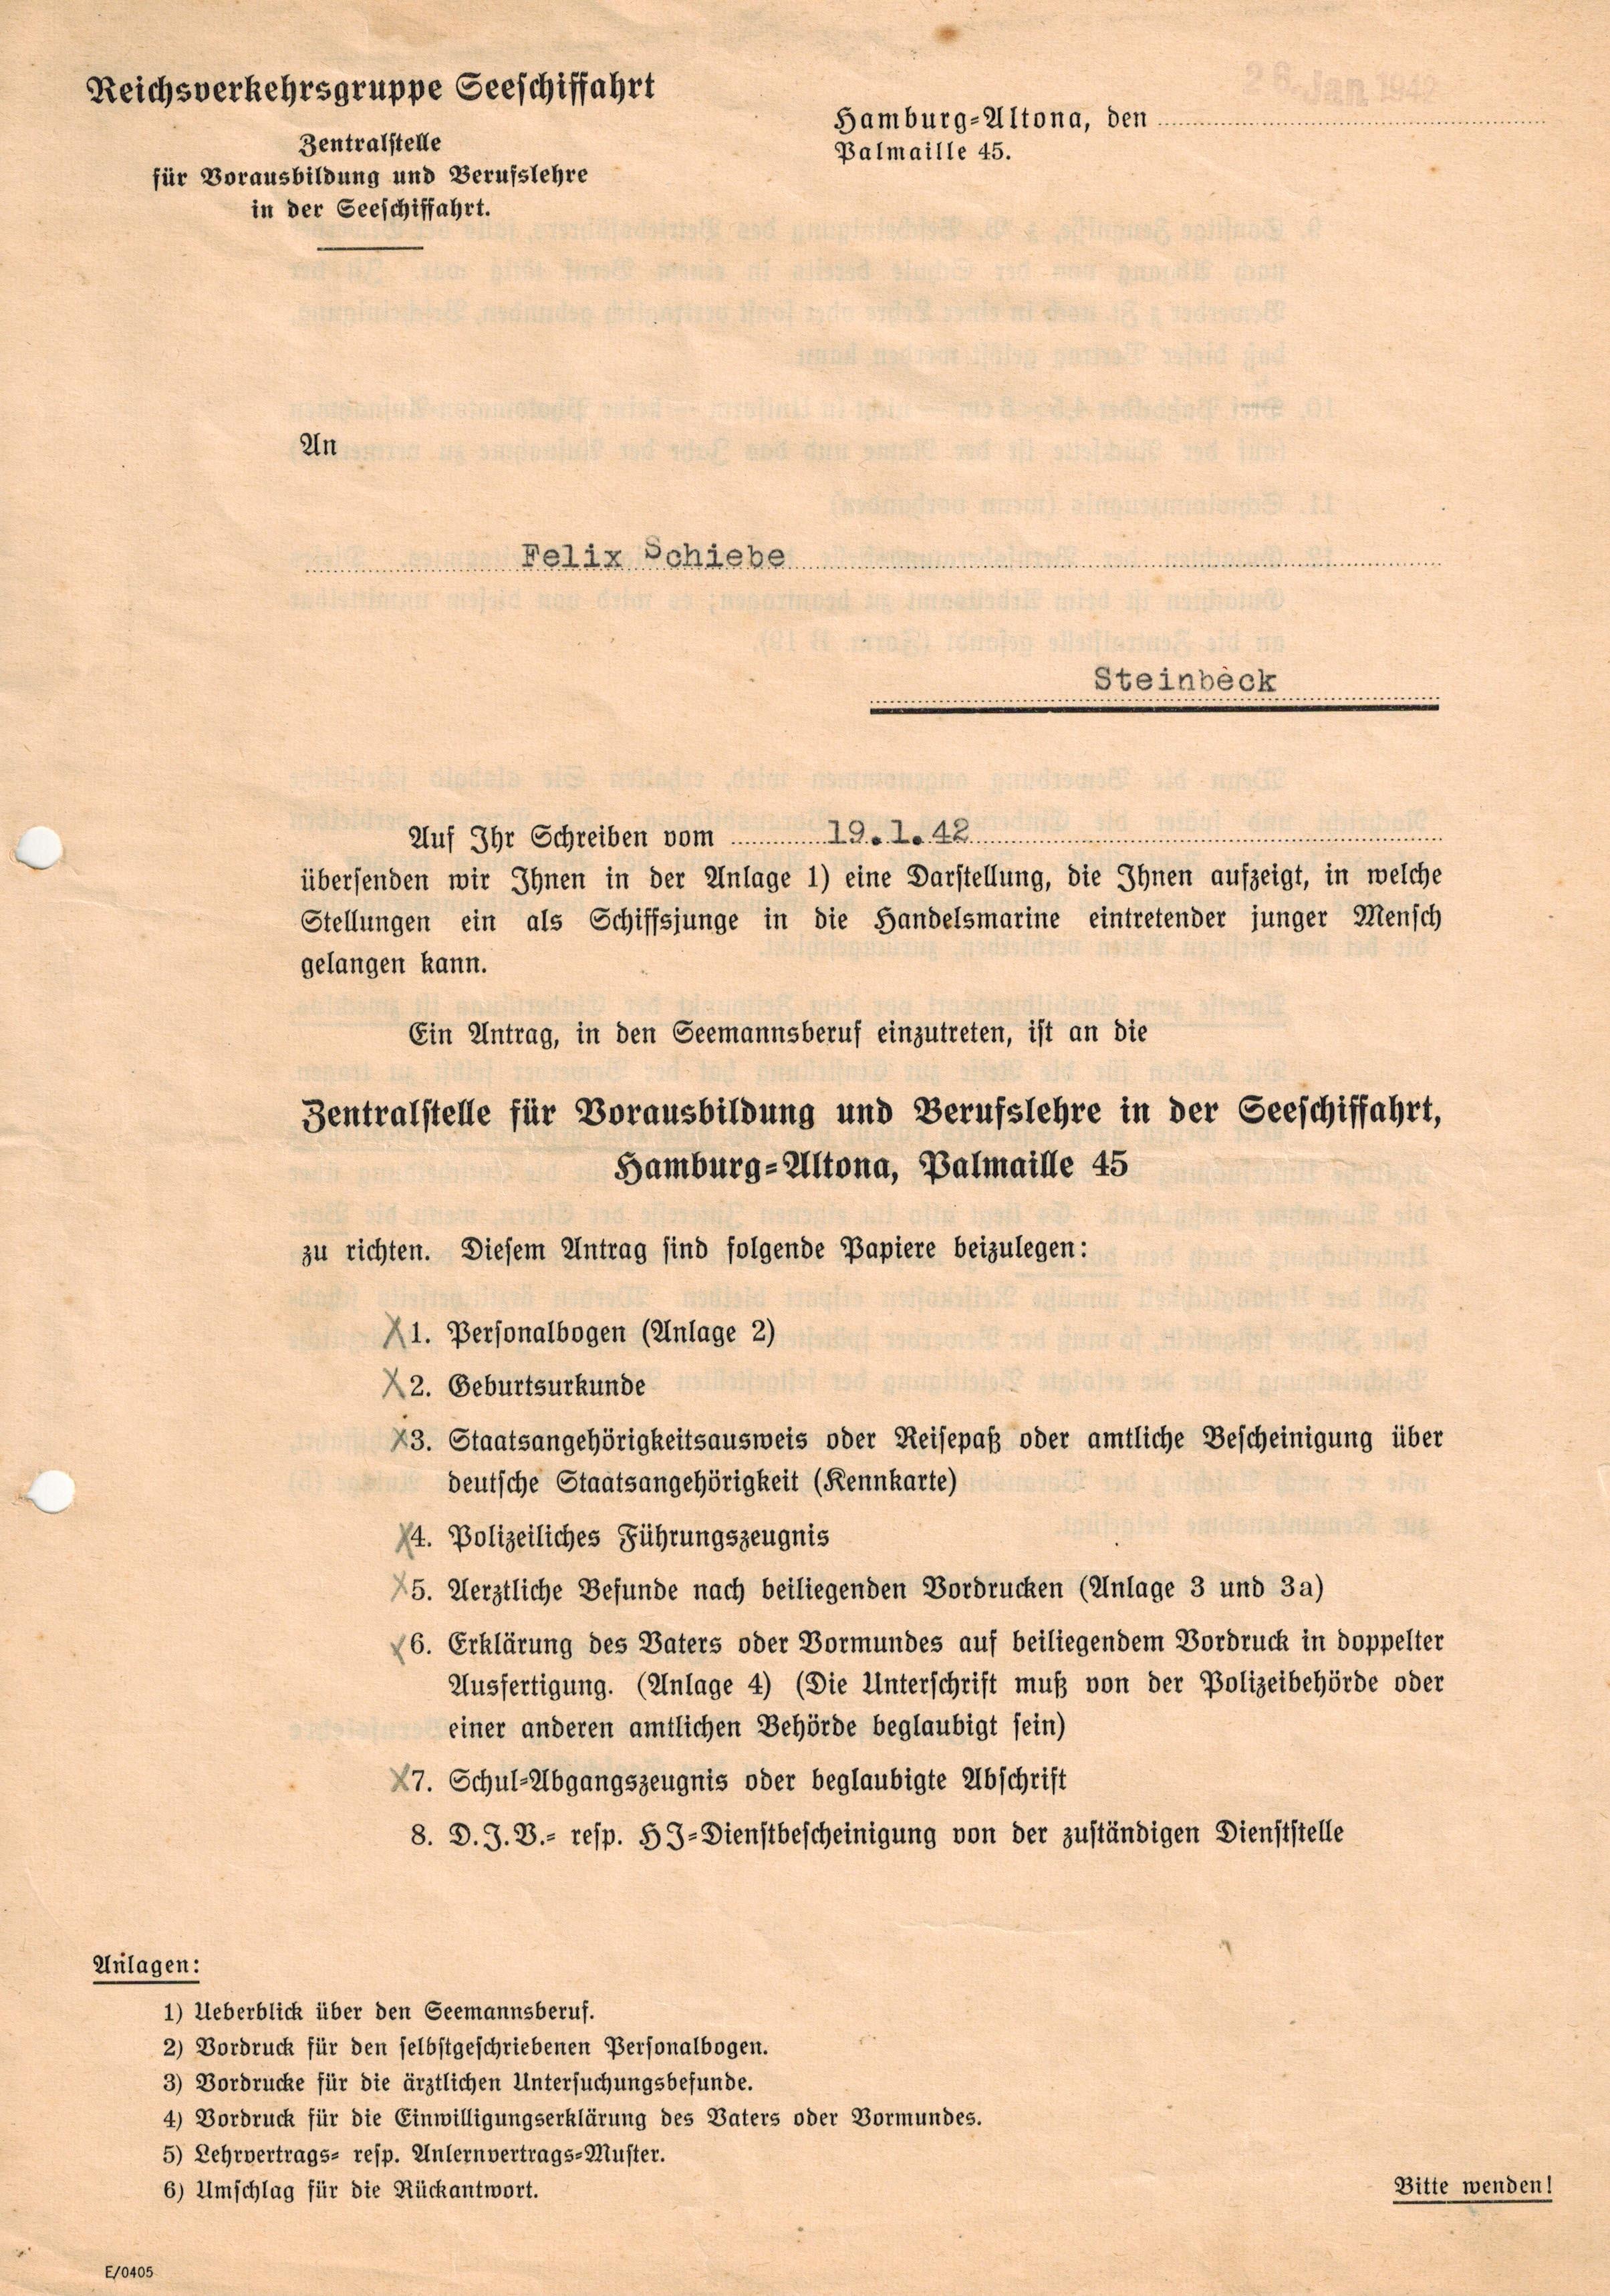 Reichsverkehrsgruppe Seeschiffahrt
Zentralstelle
für Vorausbildung und Berufslehre
in der Seeschiffahrt.
Jan 1942
Hamburg-Altona, den
Palmaille 45.
An
Felix Schiebe
Steinbeck
Auf Ihr Schreiben vom 19.1.42
übersenden wir Ihnen in der Anlage 1) eine Darstellung, die Ihnen aufzeigt, in welche
Stellungen ein als Schiffsjunge in die Handelsmarine eintretender junger Mensch
gelangen kann.
Ein Antrag, in den Seemannsberuf einzutreten, ist an die
Zentralstelle für Vorausbildung und Berufslehre in der Seeschiffahrt,
Hamburg-Altona, Palmaille 45
zu richten. Diesem Antrag sind folgende Papiere beizulegen:
X 1. Personalbogen (Anlage 2)
X 2. Geburtsurkunde
X 3. Staatsangehörigkeitsausweis oder Reisepaß oder amtliche Bescheinigung über
deutsche Staatsangehörigkeit (Kennkarte)
X 4. Polizeiliches Führungszeugnis
X 5. Aerztliche Befunde nach beiliegenden Vordrucken (Anlage 3 und 3a)
X 6. Erklärung des Vaters oder Vormundes auf beiliegendem Vordruck in doppelter
Ausfertigung. (Anlage 4) (Die Unterschrift muß von der Polizeibehörde oder
einer anderen amtlichen Behörde beglaubigt sein)
X 7. Schul-Abgangszeugnis oder beglaubigte Abschrift
8. D.J.V.- resp. HJ-Dienstbescheinigung von der zuständigen Dienststelle
Anlagen:
1) Ueberblick über den Seemannsberuf.
2) Vordruck für den selbstgeschriebenen Personalbogen.
3) Vordrucke für die ärztlichen Untersuchungsbefunde.
4) Vordruck für die Einwilligungserklärung des Vaters oder Vormundes.
5) Lehrvertrags- resp. Anlernvertrags-Muster.
6) Umschlag für die Rückantwort.
Bitte wenden!
E/0405